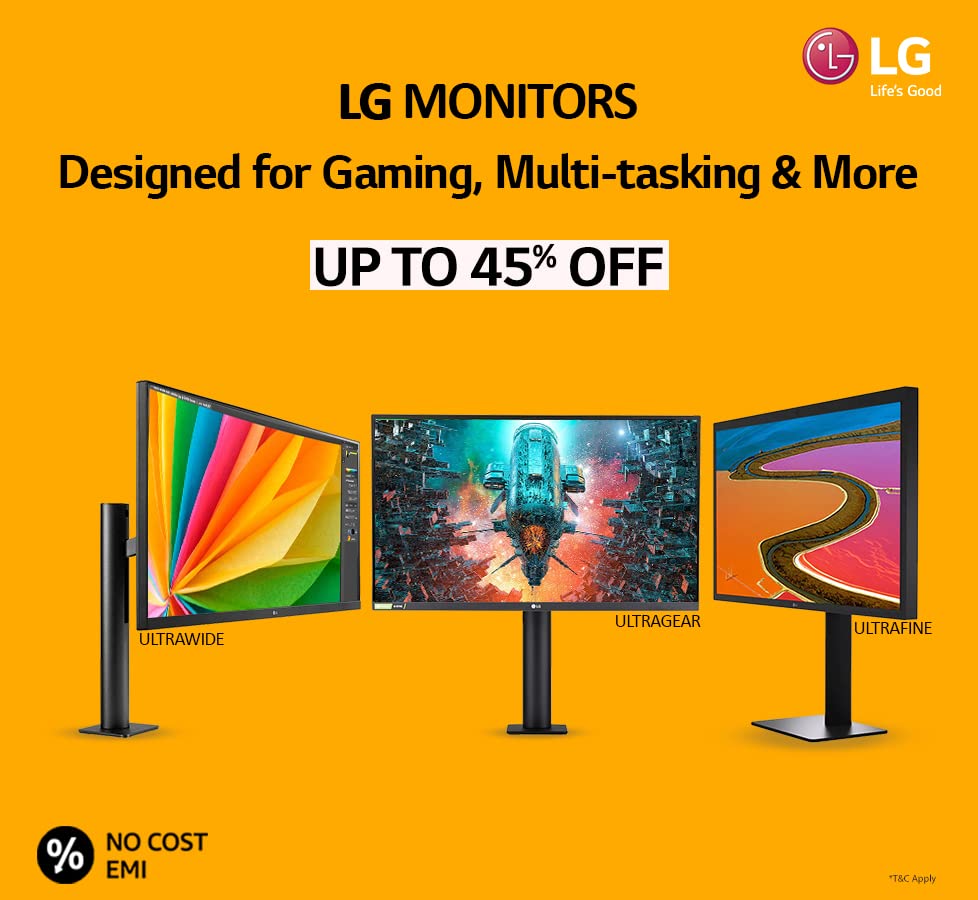 LG
Life's Good
LG MONITORS
Designed for Gaming, Multi-tasking & More
UP TO 45% OFF
ULTRAWIDE
ULTRAGEAR
ULTRAFINE
LG
% NO COST
EMI
*T&C Apply